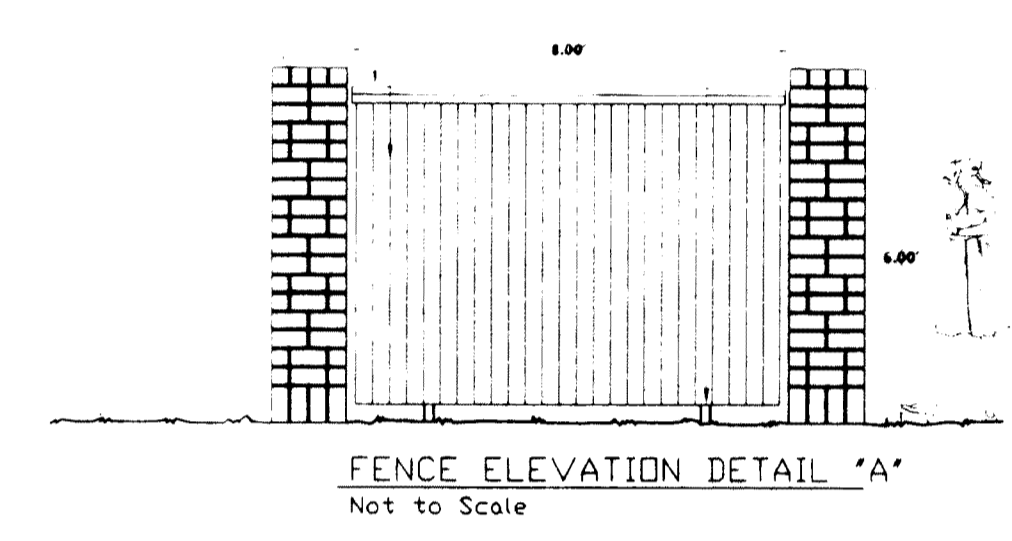 8.00'
6.00'
FENCE ELEVATION DETAIL "A"
Not to Scale